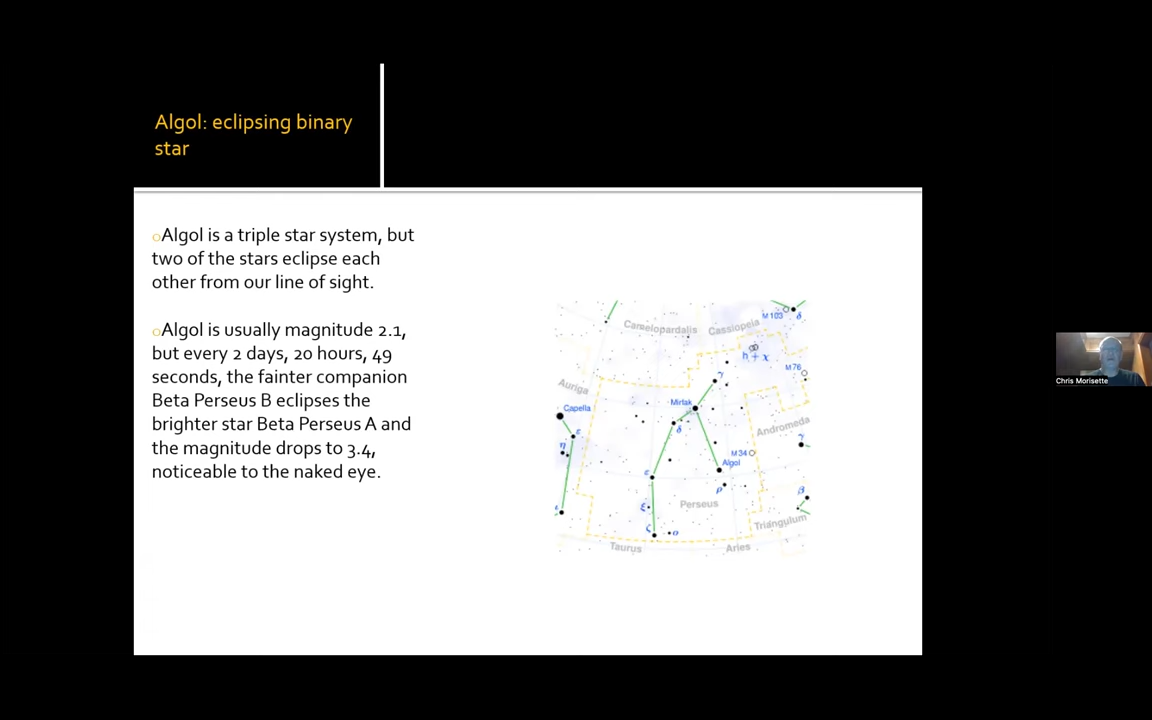 Algol: eclipsing binary
star
oAlgol is a triple star system, but
two of the stars eclipse each
other from our line of sight.
oAlgol is usually magnitude 2.1,
but every 2 days, 20 hours, 49
seconds, the fainter companion
Beta Perseus B eclipses the
brighter star Beta Perseus A and
the magnitude drops to 3.4,
noticeable to the naked eye.
M 103 δ
Camelopardalis Cassiopeia
h + χ
M 76
γ
Auriga
Mirfak
Capella
δ
Andromeda
ε
γ
η
M 34
Algol
ε
ρ
β
ξ
Perseus
ι
Triangulum
ζ
ο
Taurus
Aries
Chris Morisette